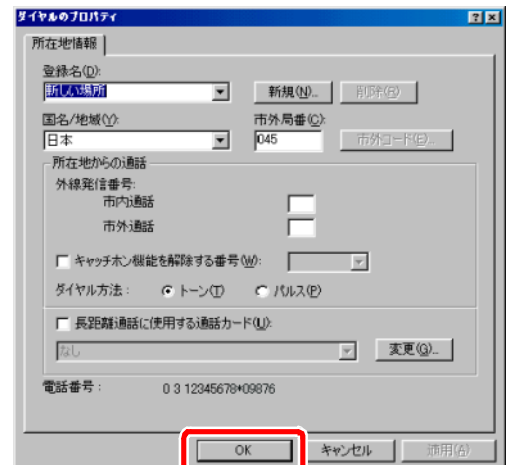 ダイヤルのプロパティ
所在地情報
登録名(D):
新しい場所 新規(N)... 削除(R)
国名/地域(Y): 市外局番(C):
日本 045 市外コード(E)...
所在地からの通話
外線発信番号:
市内通話
市外通話
キャッチホン機能を解除する番号(W):
ダイヤル方法: トーン(T) パルス(P)
長距離通話に使用する通話カード(U):
なし 変更(G)...
電話番号: 0 3 12345678*09876
OK キャンセル 適用(A)